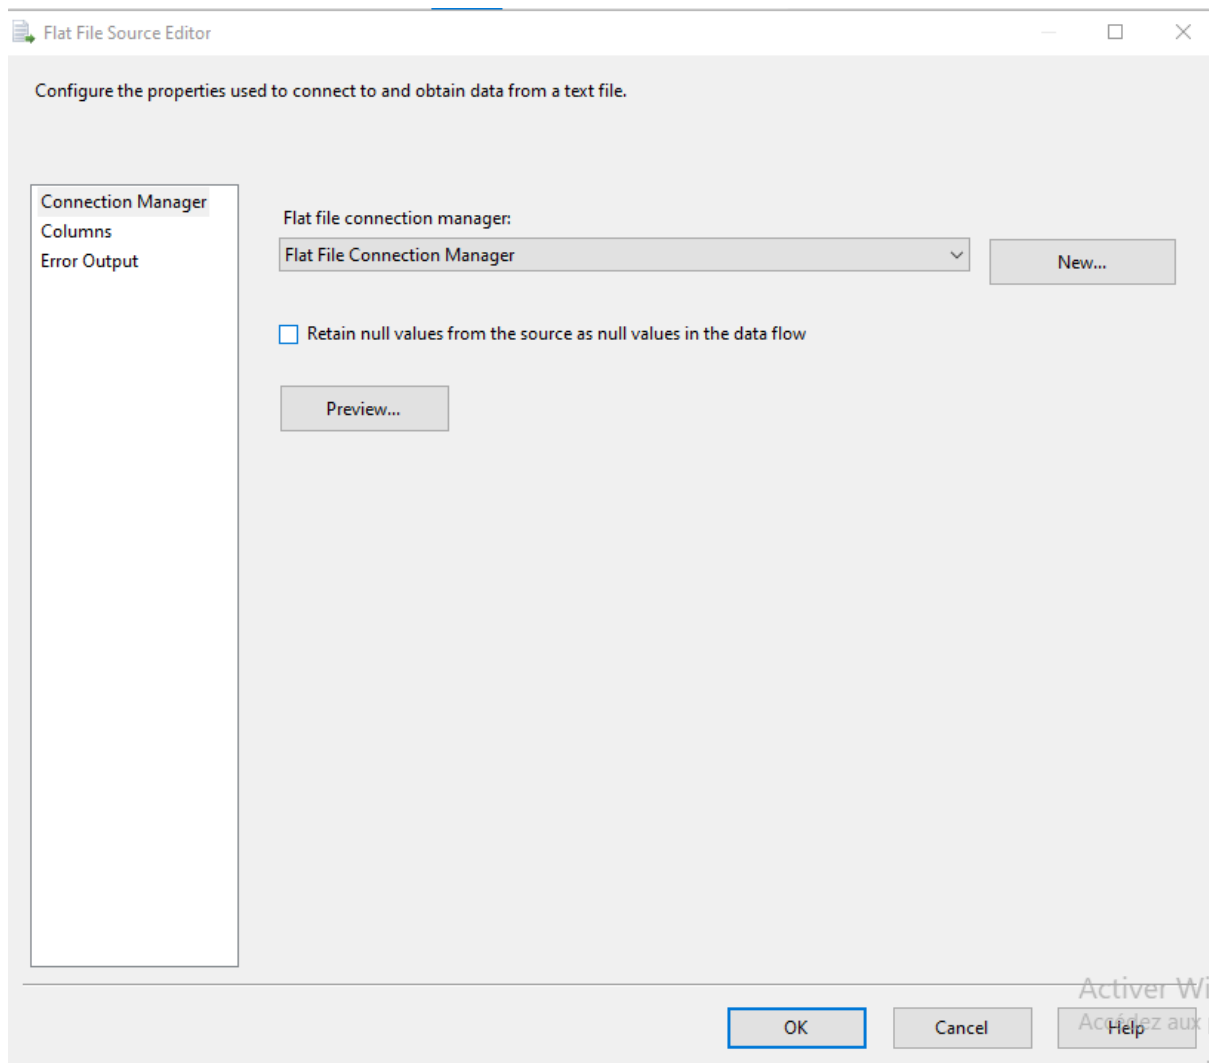 Flat File Source Editor
Configure the properties used to connect to and obtain data from a text file.
Connection Manager
Columns
Error Output
Flat file connection manager:
Flat File Connection Manager
New...
Retain null values from the source as null values in the data flow
Preview...
Activer Wi
Accédez aux
OK
Cancel
Help